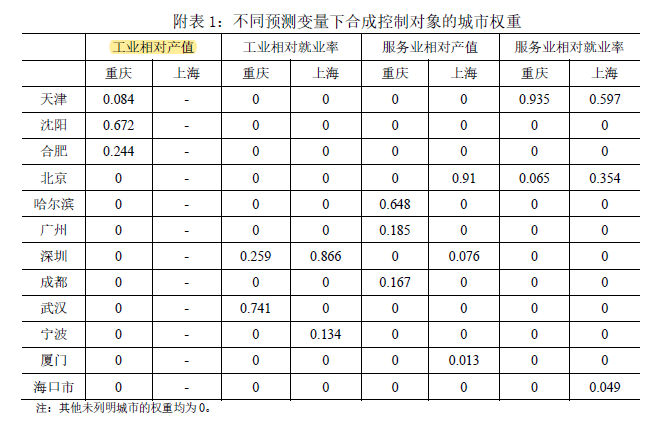 附表 1：不同预测变量下合成控制对象的城市权重
工业相对产值 工业相对就业率 服务业相对产值 服务业相对就业率
重庆 上海 重庆 上海 重庆 上海 重庆 上海
天津 0.084 - 0 0 0 0 0.935 0.597
沈阳 0.672 - 0 0 0 0 0 0
合肥 0.244 - 0 0 0 0 0 0
北京 0 - 0 0 0 0.91 0.065 0.354
哈尔滨 0 - 0 0 0.648 0 0 0
广州 0 - 0 0 0.185 0 0 0
深圳 0 - 0.259 0.866 0 0.076 0 0
成都 0 - 0 0 0.167 0 0 0
武汉 0 - 0.741 0 0 0 0 0
宁波 0 - 0 0.134 0 0 0 0
厦门 0 - 0 0 0 0.013 0 0
海口市 0 - 0 0 0 0 0 0.049
注：其他未列明城市的权重均为 0。